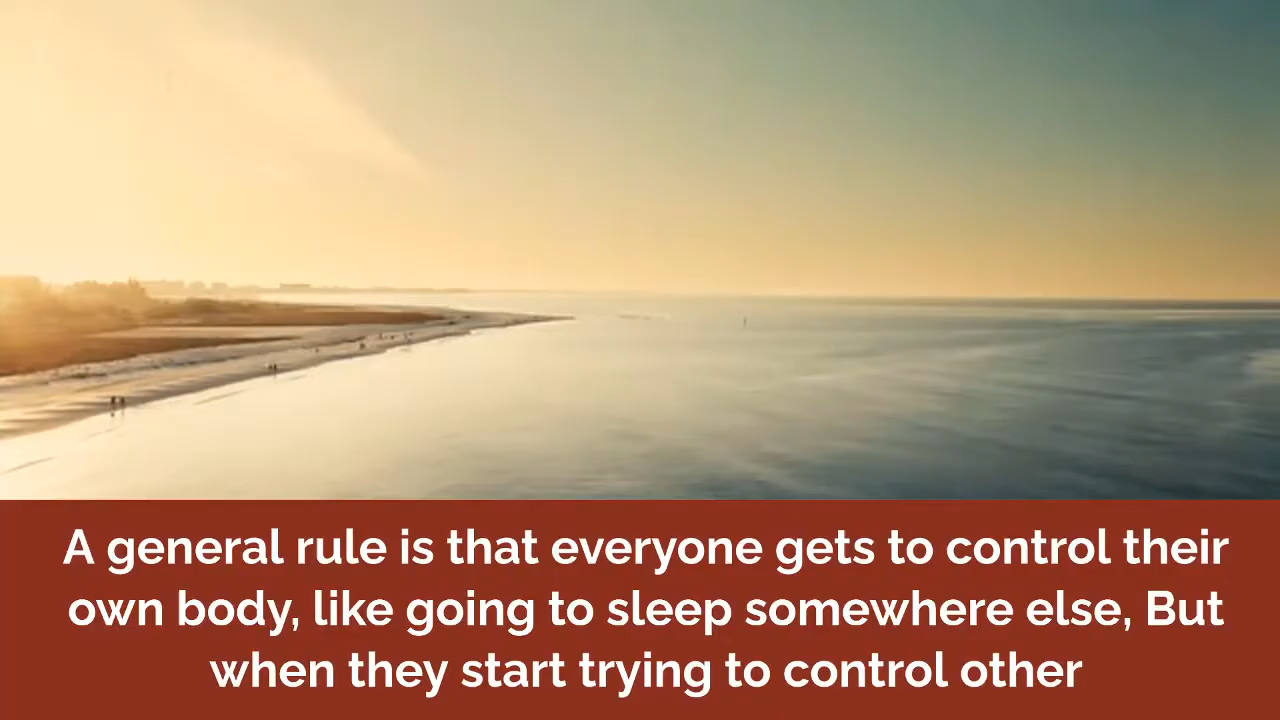 A general rule is that everyone gets to control their
own body, like going to sleep somewhere else, But
when they start trying to control other